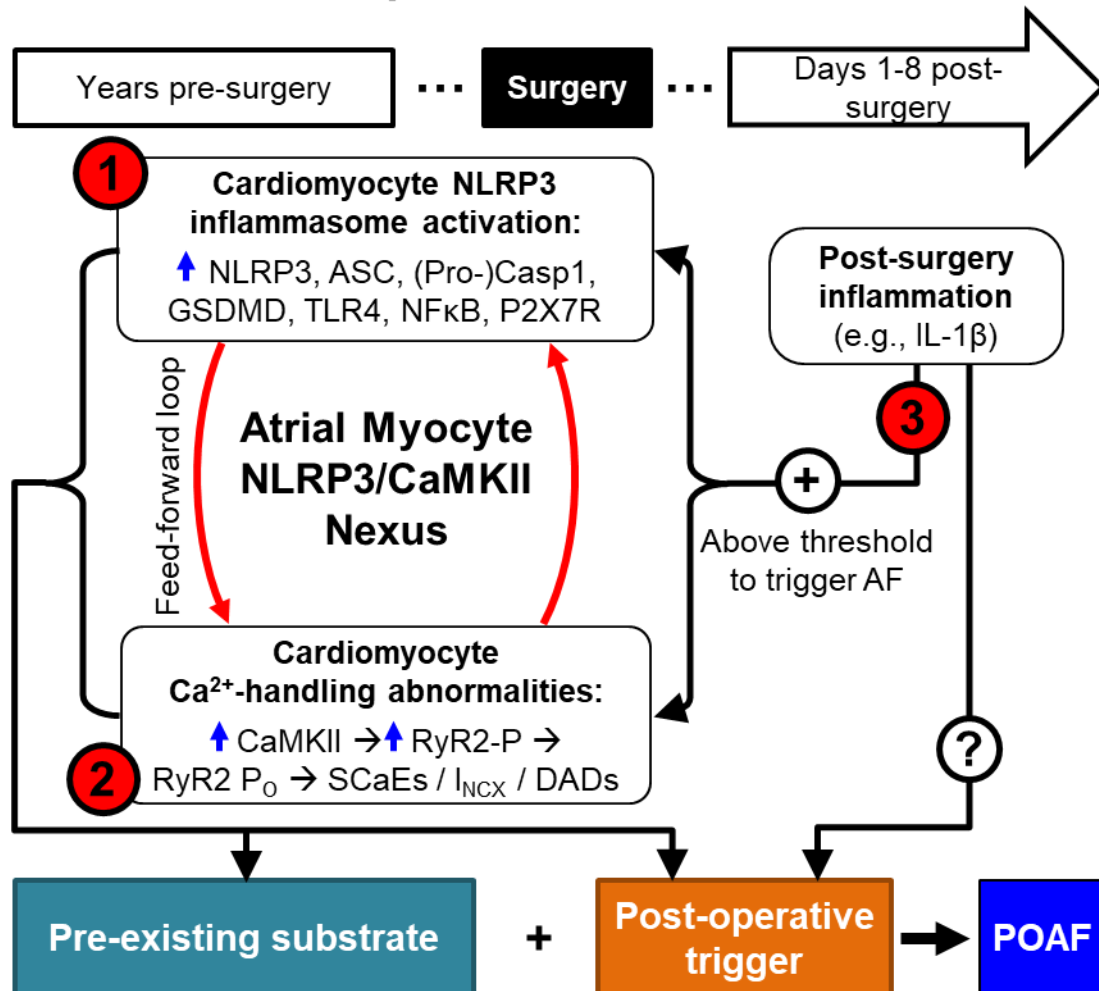 Years pre-surgery
...
Surgery
...
Days 1-8 post-
surgery
1
Cardiomyocyte NLRP3
inflammasome activation:
NLRP3, ASC, (Pro-)Casp1,
GSDMD, TLR4, NFκB, P2X7R
Post-surgery
inflammation
(e.g., IL-1β)
3
Feed-forward loop
Atrial Myocyte
NLRP3/CaMKII
Nexus
+
Above threshold
to trigger AF
Cardiomyocyte
Ca²⁺-handling abnormalities:
CaMKII → RyR2-P →
RyR2 P_O → SCaEs / I_NCX / DADs
2
?
Pre-existing substrate
+
Post-operative
trigger
POAF